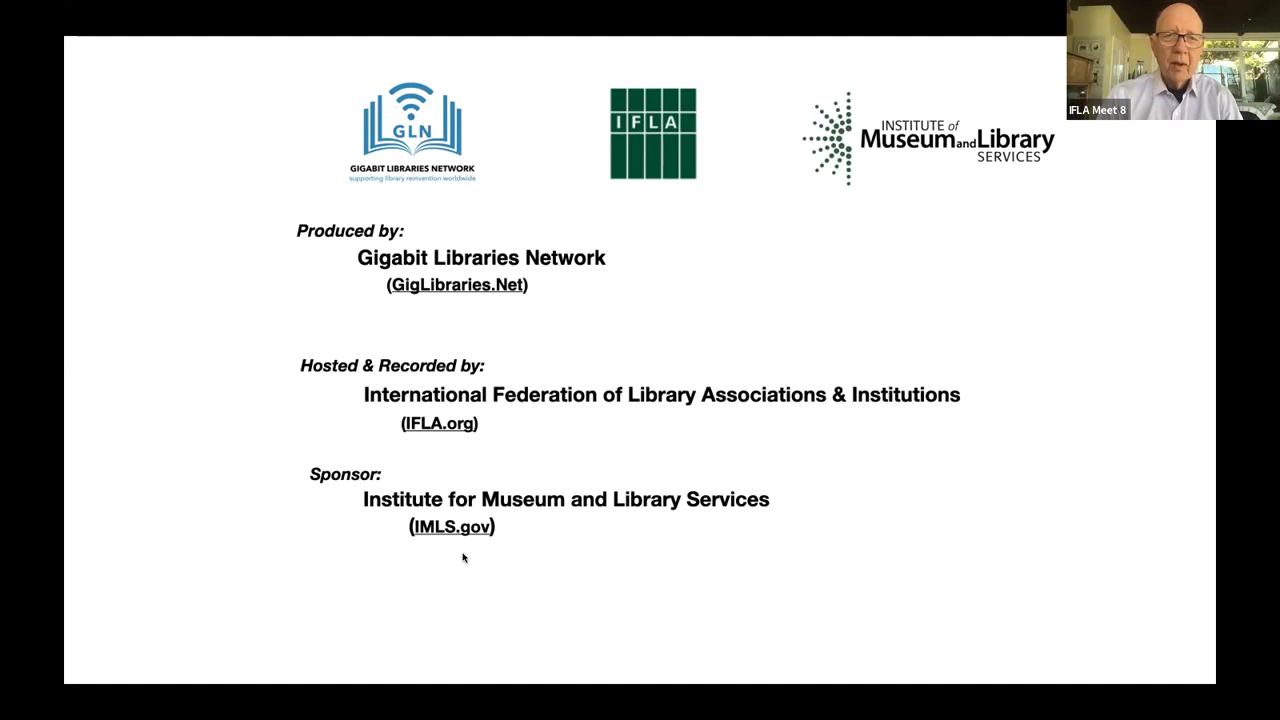 GLN
GIGABIT LIBRARIES NETWORK
supporting library reinvention worldwide
IFLA
INSTITUTE of
Museum and Library
SERVICES
IFLA Meet 8
Produced by:
Gigabit Libraries Network
(GigLibraries.Net)
Hosted & Recorded by:
International Federation of Library Associations & Institutions
(IFLA.org)
Sponsor:
Institute for Museum and Library Services
(IMLS.gov)